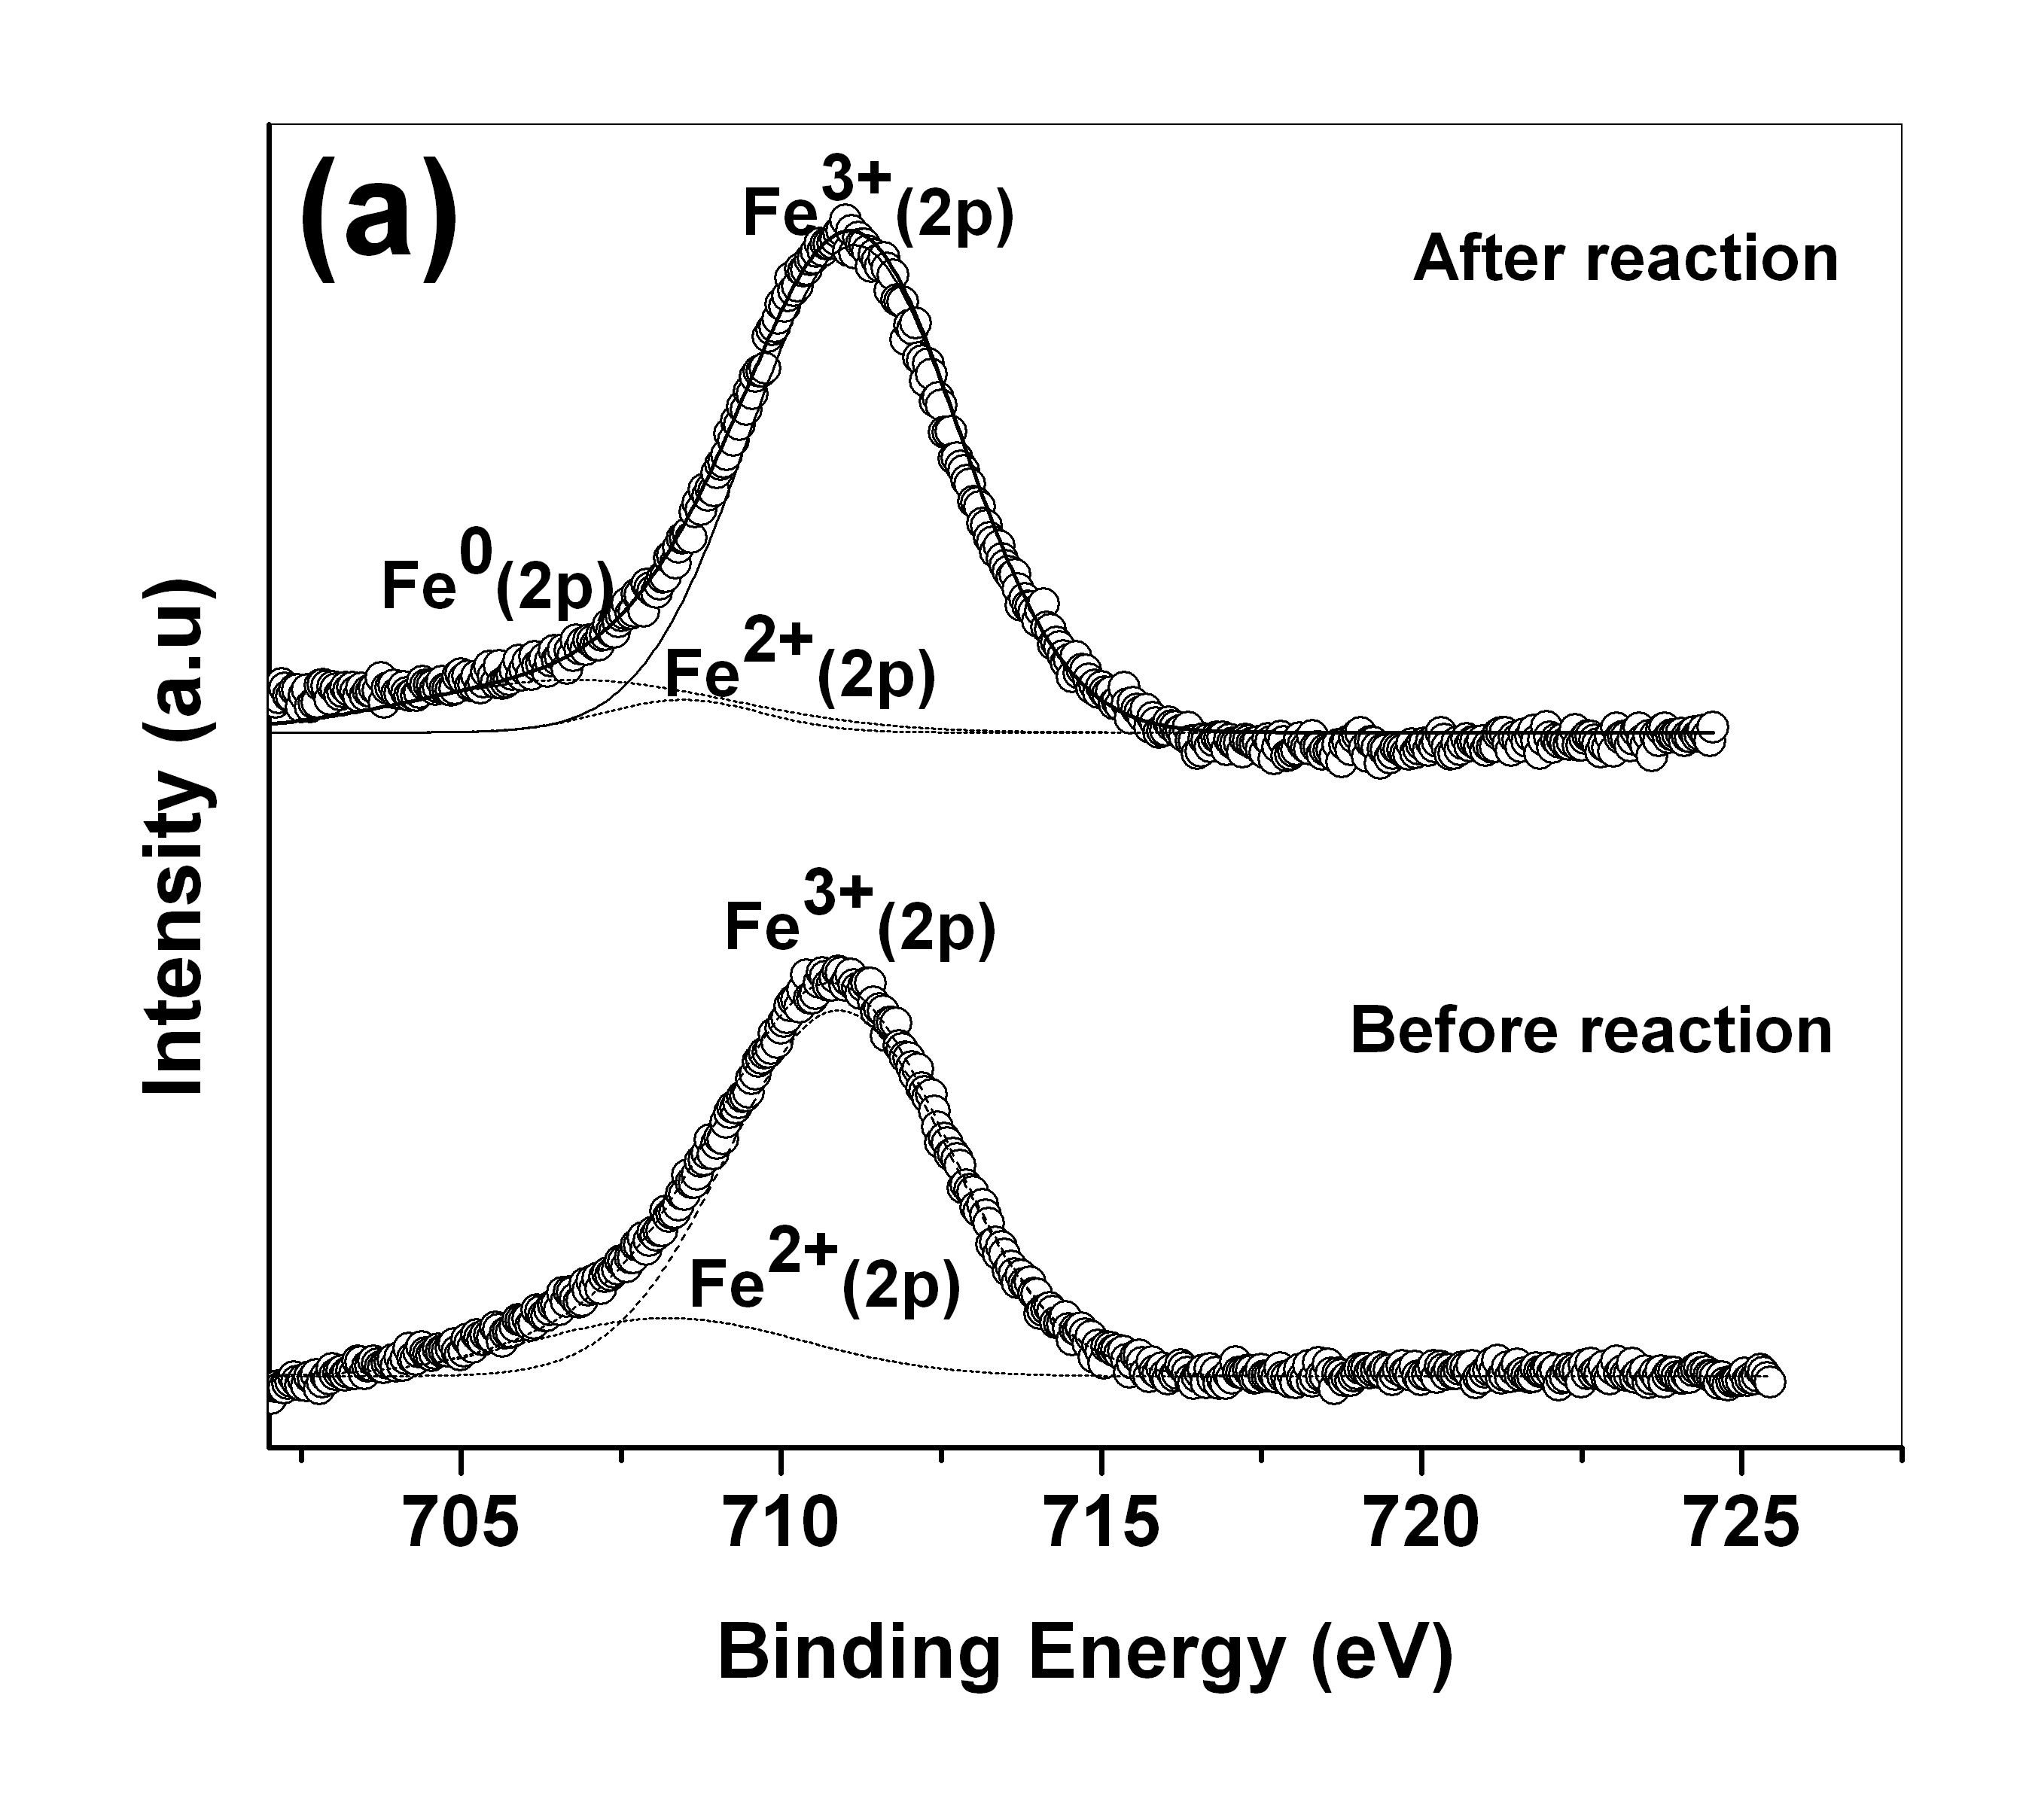 (a)
Fe3+(2p)
After reaction
Fe0(2p)
Fe2+(2p)
Fe3+(2p)
Before reaction
Fe2+(2p)
Intensity (a.u)
705 710 715 720 725
Binding Energy (eV)